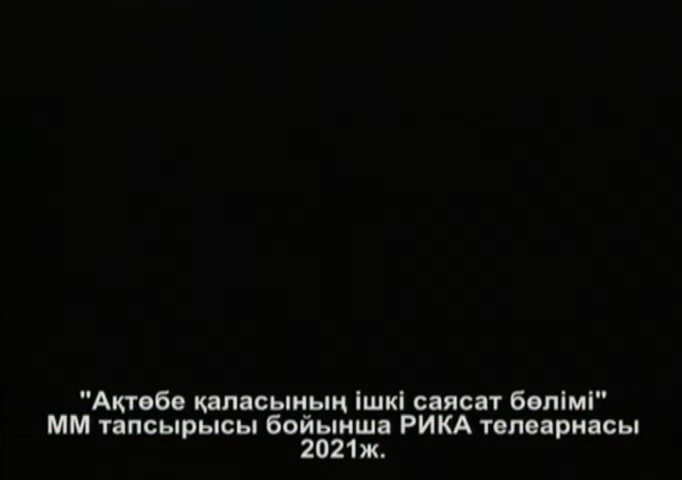 "Ақтөбе қаласының ішкі саясат бөлімі"
ММ тапсырысы бойынша РИКА телеарнасы
2021ж.